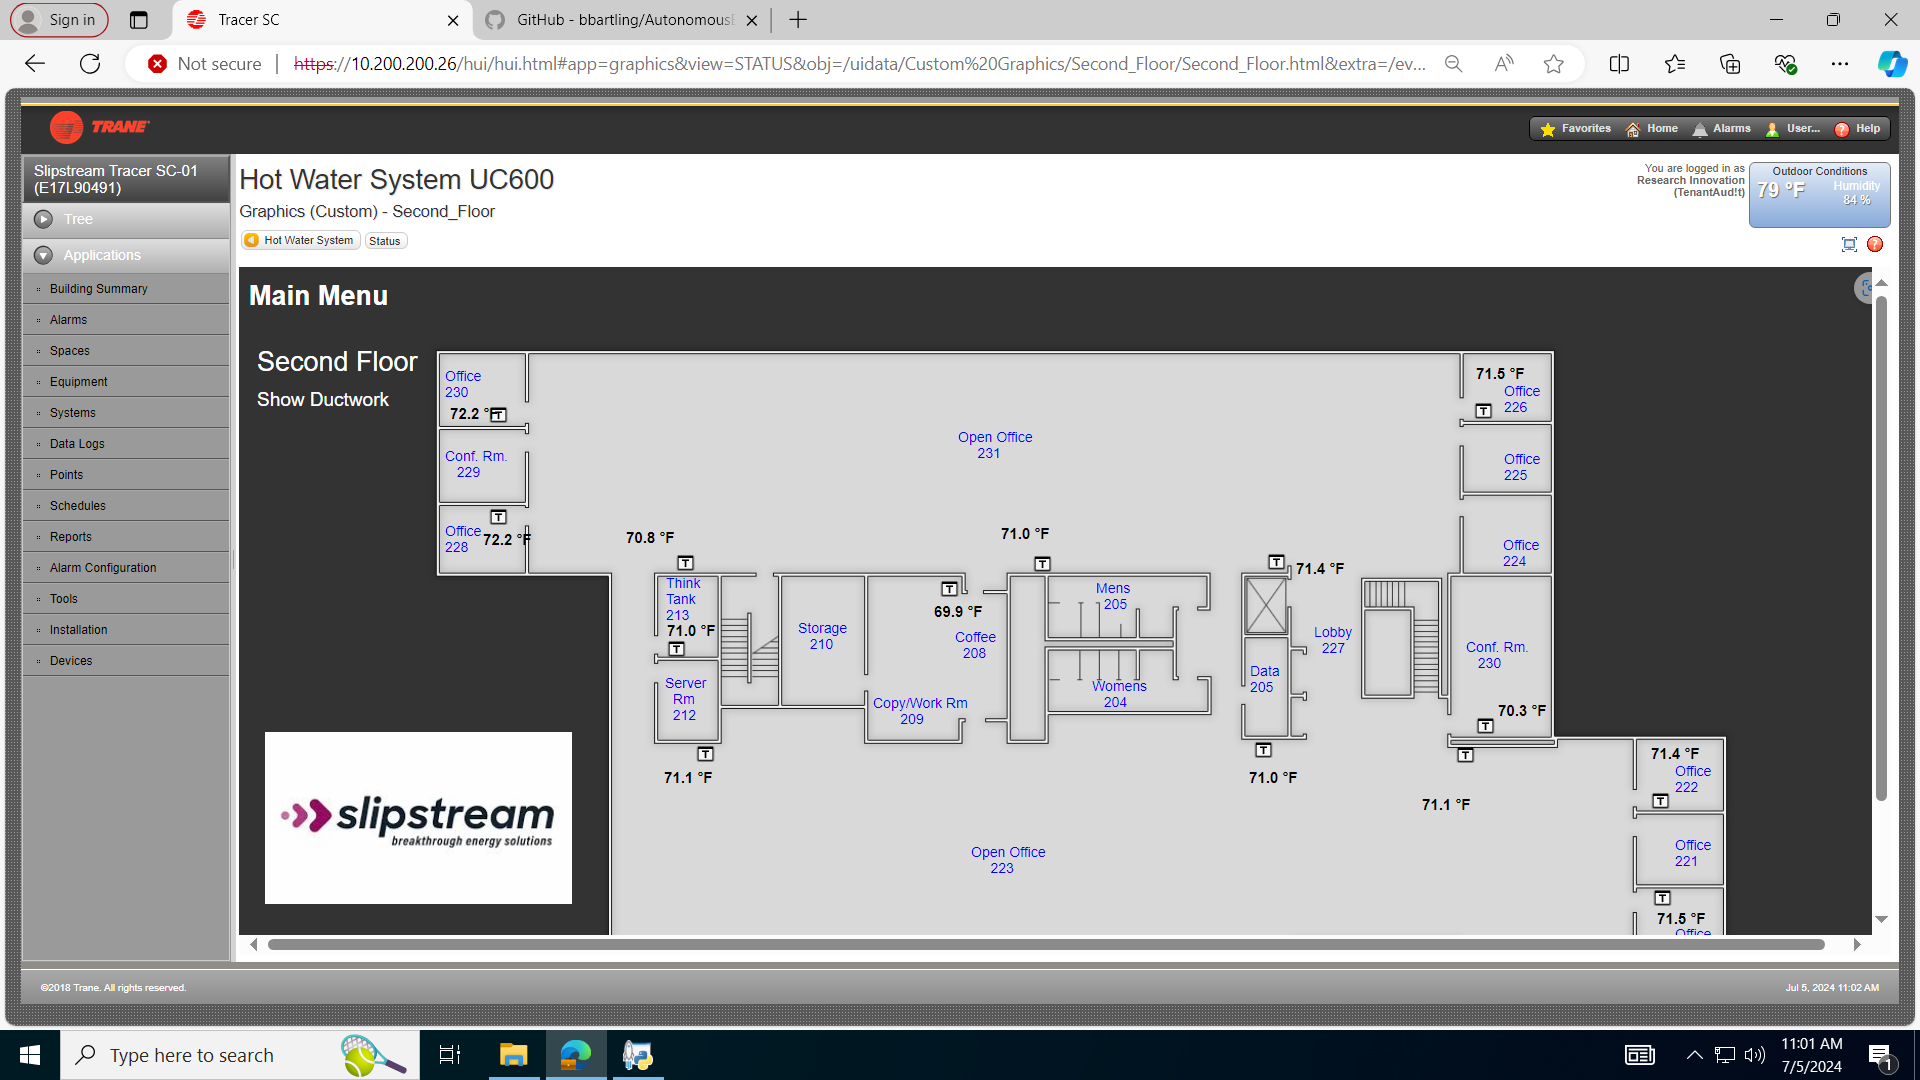 Sign in
Tracer SC
GitHub - bbartling/AutonomousB
Not secure
https://10.200.200.26/hui/hui.html#app=graphics&view=STATUS&obj=/uidata/Custom%20Graphics/Second_Floor/Second_Floor.html&extra=/ev...
TRANE
Favorites
Home
Alarms
User...
Help
Slipstream Tracer SC-01
(E17L90491)
Tree
Applications
Building Summary
Alarms
Spaces
Equipment
Systems
Data Logs
Points
Schedules
Reports
Alarm Configuration
Tools
Installation
Devices
Hot Water System UC600
Graphics (Custom) - Second_Floor
Hot Water System
Status
You are logged in as
Research Innovation
(TenantAud!t)
Outdoor Conditions
79 °F
Humidity
84 %
Main Menu
Second Floor
Show Ductwork
Office
230
72.2 °F
T
Conf. Rm.
229
T
Office
228
72.2 °F
Open Office
231
71.5 °F
Office
226
T
Office
225
Office
224
70.8 °F
T
71.0 °F
T
T
71.4 °F
Think
Tank
213
71.0 °F
T
Server
Rm
212
T
71.1 °F
Storage
210
T
69.9 °F
Coffee
208
Copy/Work Rm
209
Mens
205
Womens
204
Data
205
T
71.0 °F
Lobby
227
Conf. Rm.
230
70.3 °F
T
T
71.1 °F
71.4 °F
Office
222
T
Office
221
T
71.5 °F
Office
Open Office
223
slipstream
breakthrough energy solutions
©2018 Trane. All rights reserved.
Jul 5, 2024 11:02 AM
Type here to search
11:01 AM
7/5/2024
1